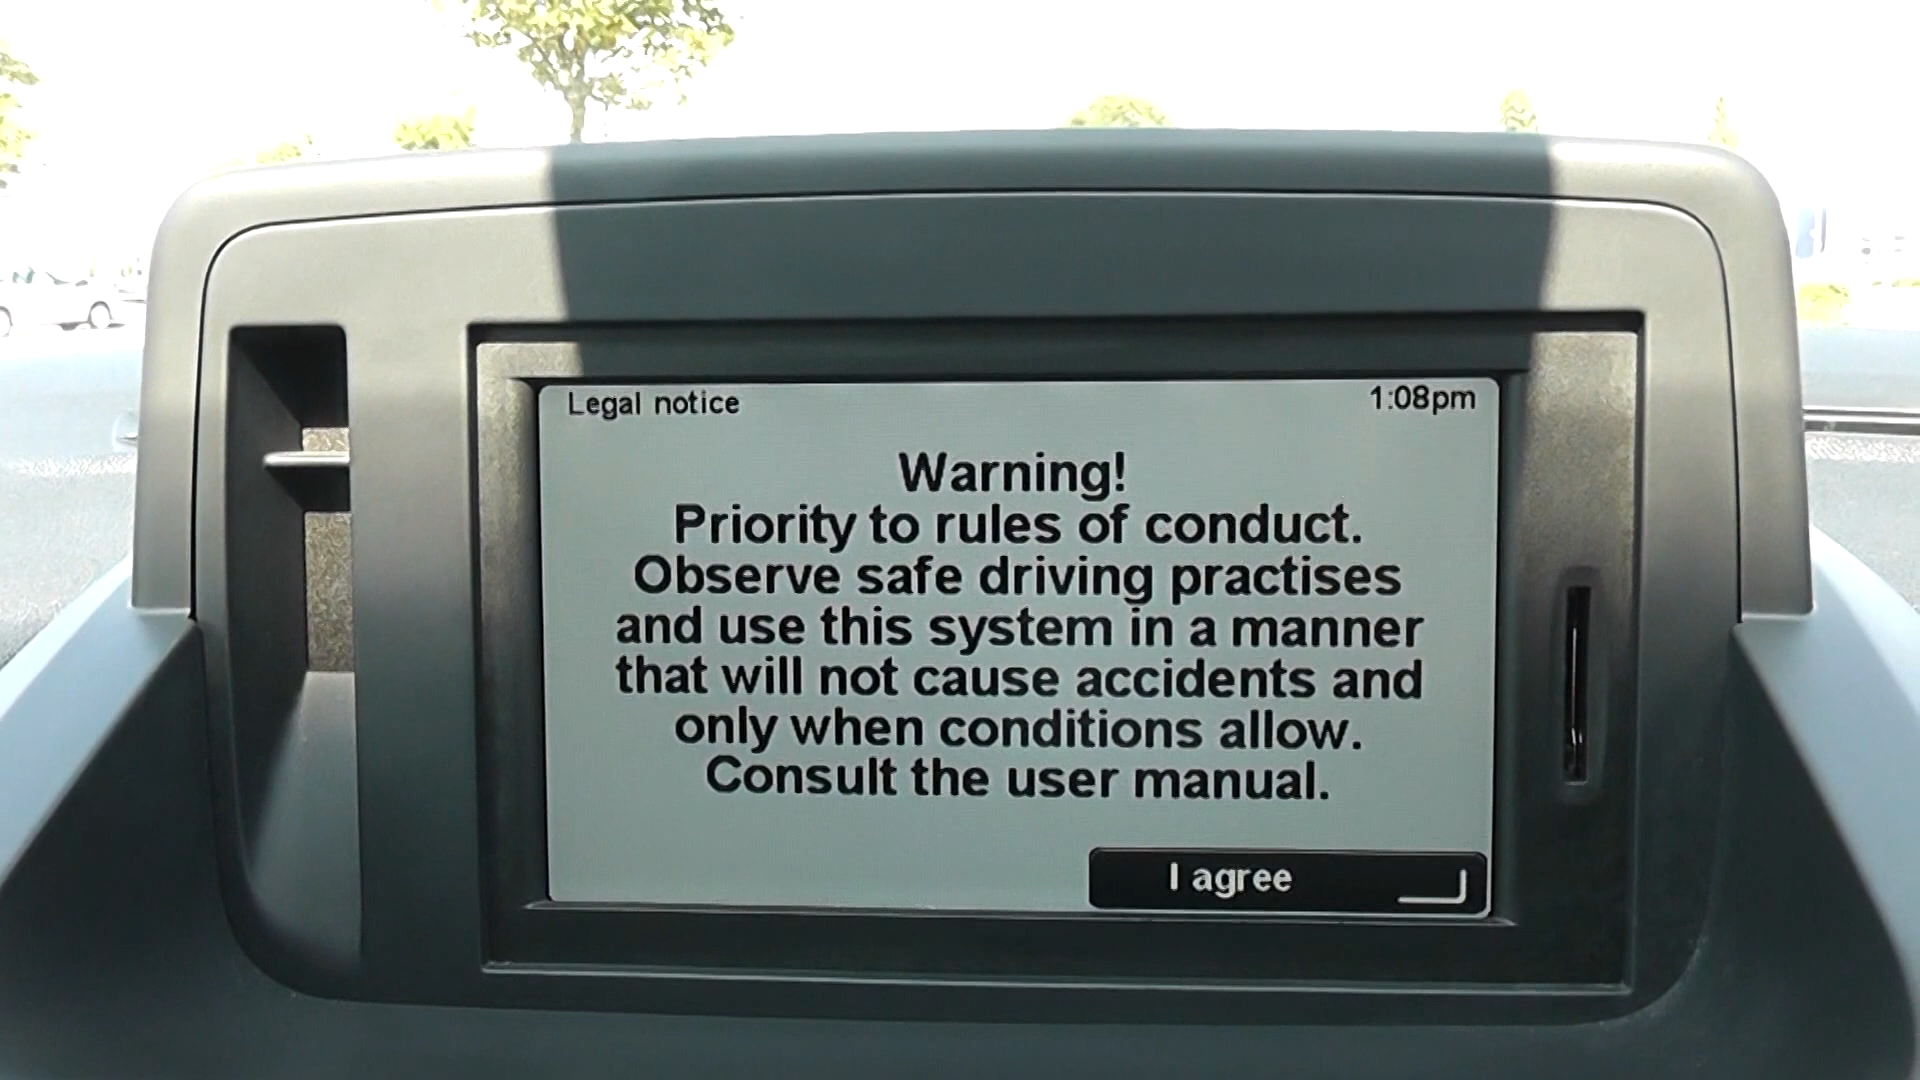 Legal notice
1:08pm
Warning!
Priority to rules of conduct.
Observe safe driving practises
and use this system in a manner
that will not cause accidents and
only when conditions allow.
Consult the user manual.
I agree